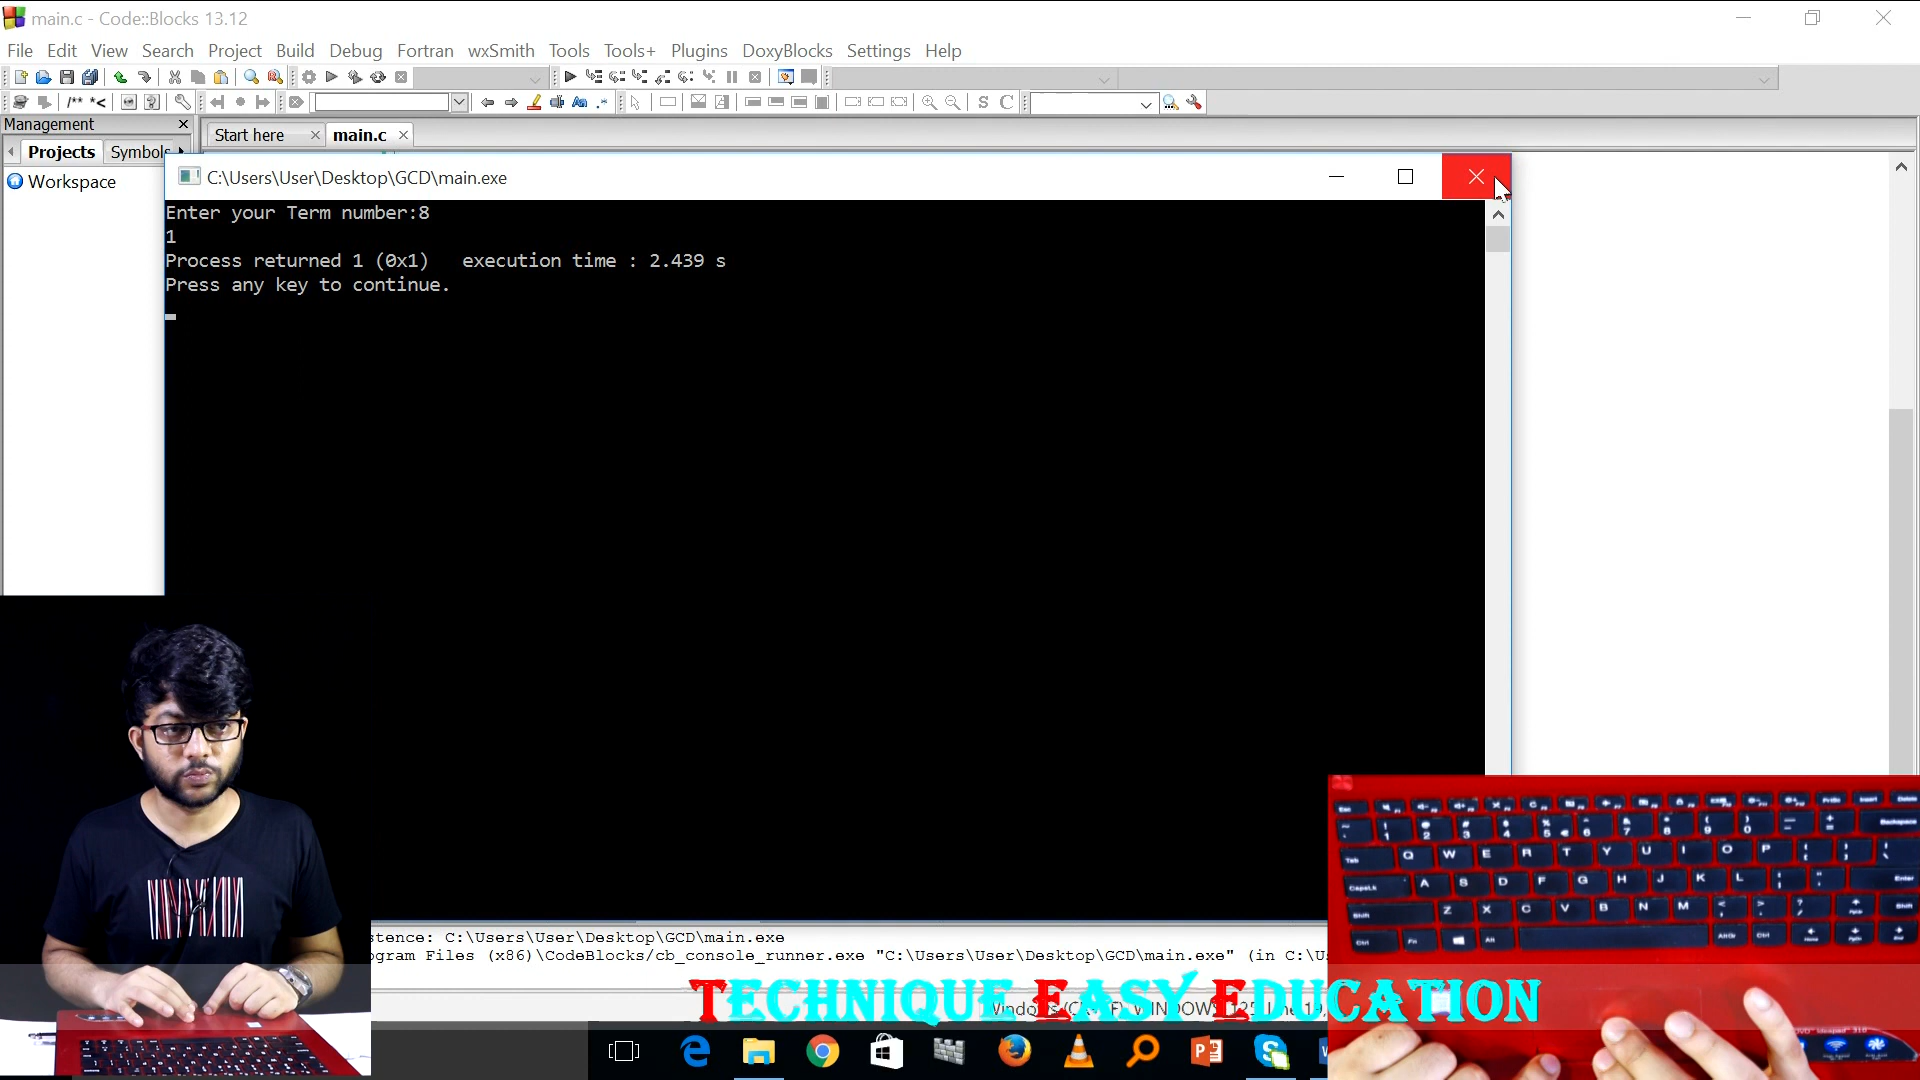 main.c - Code::Blocks 13.12
File Edit View Search Project Build Debug Fortran wxSmith Tools Tools+ Plugins DoxyBlocks Settings Help
Management
Start here main.c
Projects Symbols
Workspace
C:\Users\User\Desktop\GCD\main.exe
Enter your Term number:8
1
Process returned 1 (0x1) execution time : 2.439 s
Press any key to continue.
stence: C:\Users\User\Desktop\GCD\main.exe
ogram Files (x86)\CodeBlocks/cb_console_runner.exe "C:\Users\User\Desktop\GCD\main.exe" (in C:\U
TECHNIQUE EASY EDUCATION
Q W E R T Y U I O P
A S D F G H J K L
Z X C V B N M